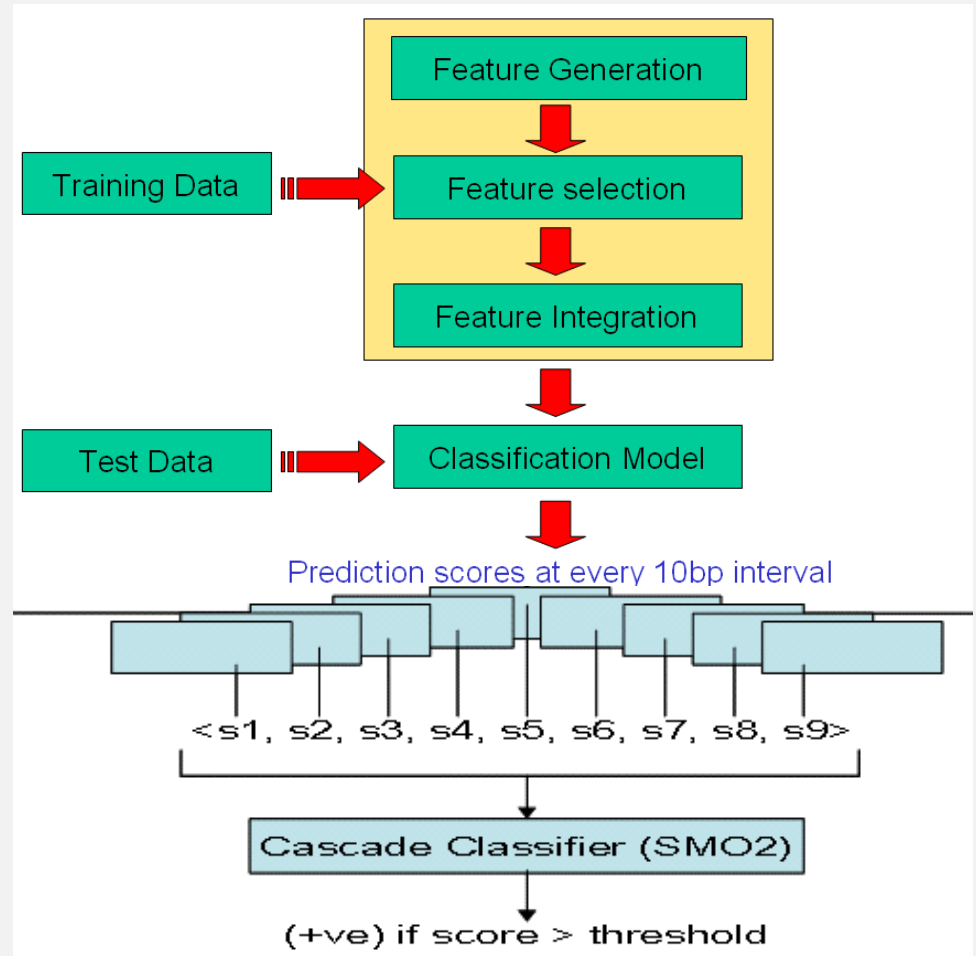 Feature Generation
Training Data
Feature selection
Feature Integration
Test Data
Classification Model
Prediction scores at every 10bp interval
<s1, s2, s3, s4, s5, s6, s7, s8, s9>
Cascade Classifier (SMO2)
(+ve) if score > threshold